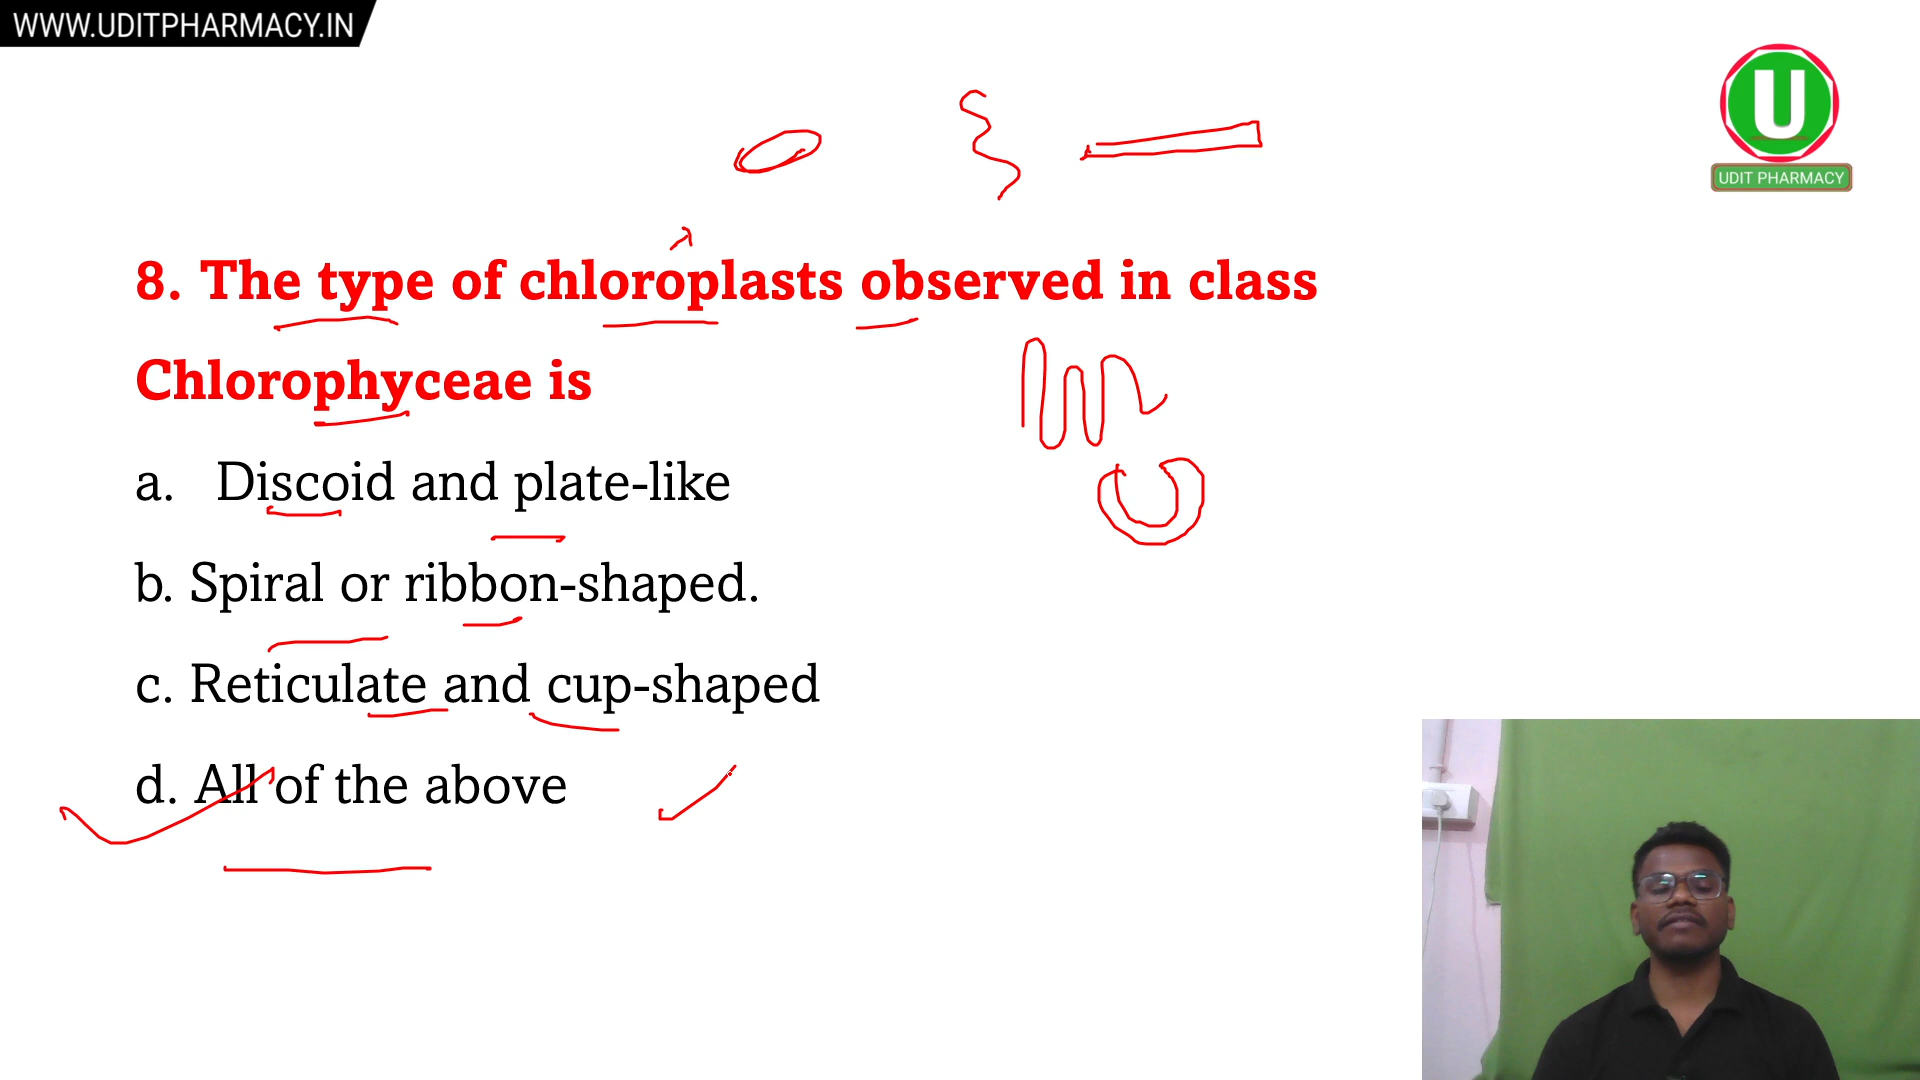 WWW.UDITPHARMACY.IN
U
UDIT PHARMACY
8. The type of chloroplasts observed in class
Chlorophyceae is
a. Discoid and plate-like
b. Spiral or ribbon-shaped.
c. Reticulate and cup-shaped
d. All of the above